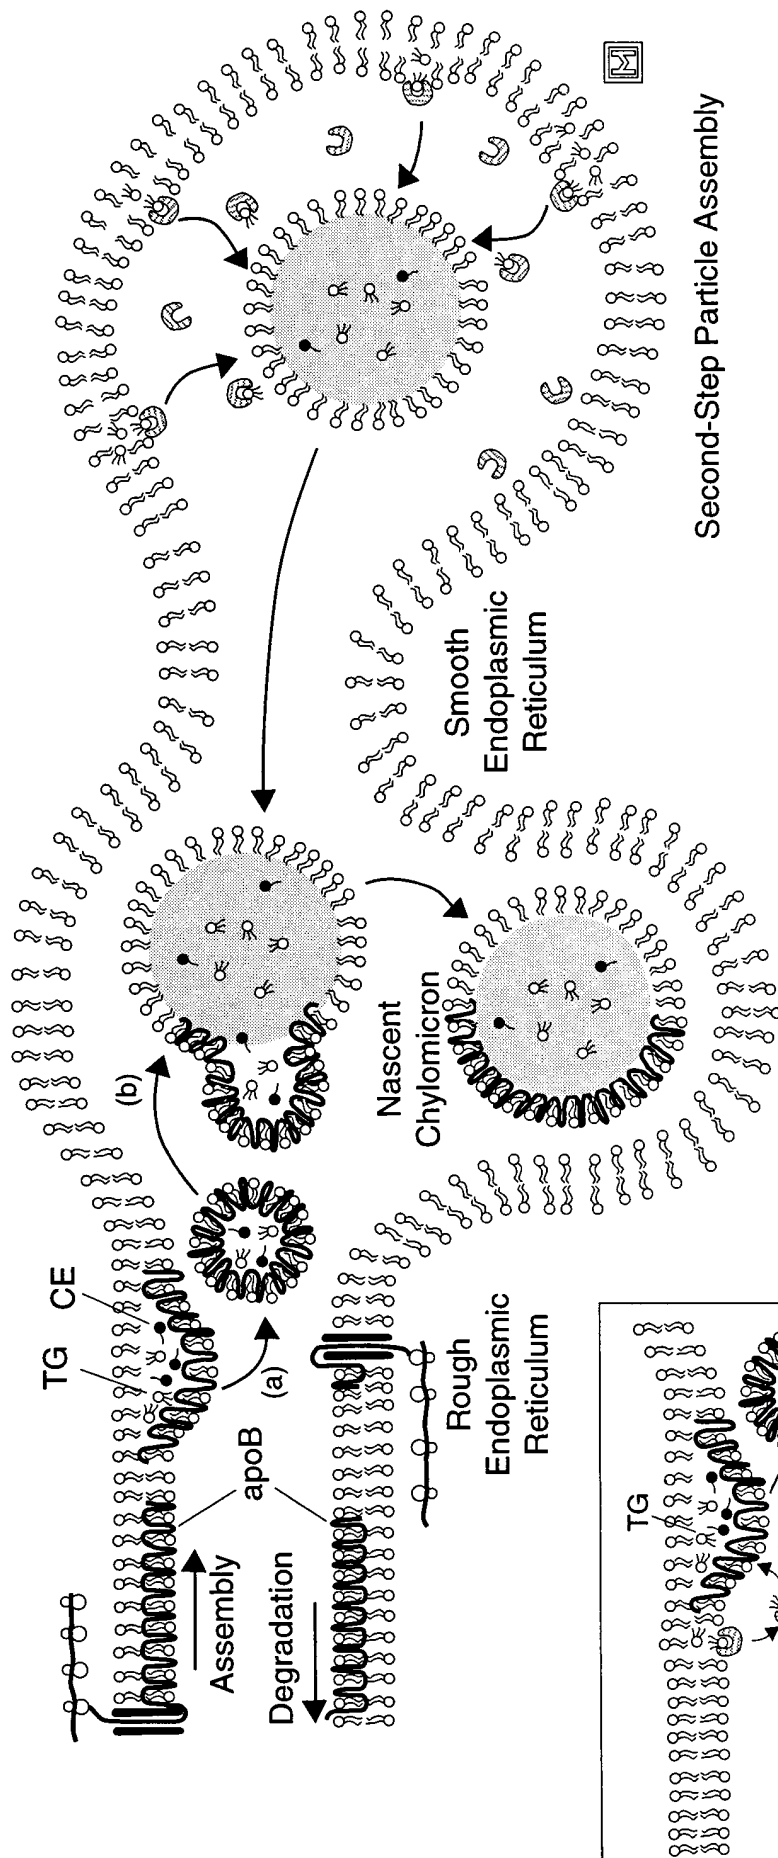 TG
CE
apoB
Assembly
Degradation
(a)
(b)
Rough
Endoplasmic
Reticulum
Nascent
Chylomicron
Smooth
Endoplasmic
Reticulum
Second-Step Particle Assembly
M
TG